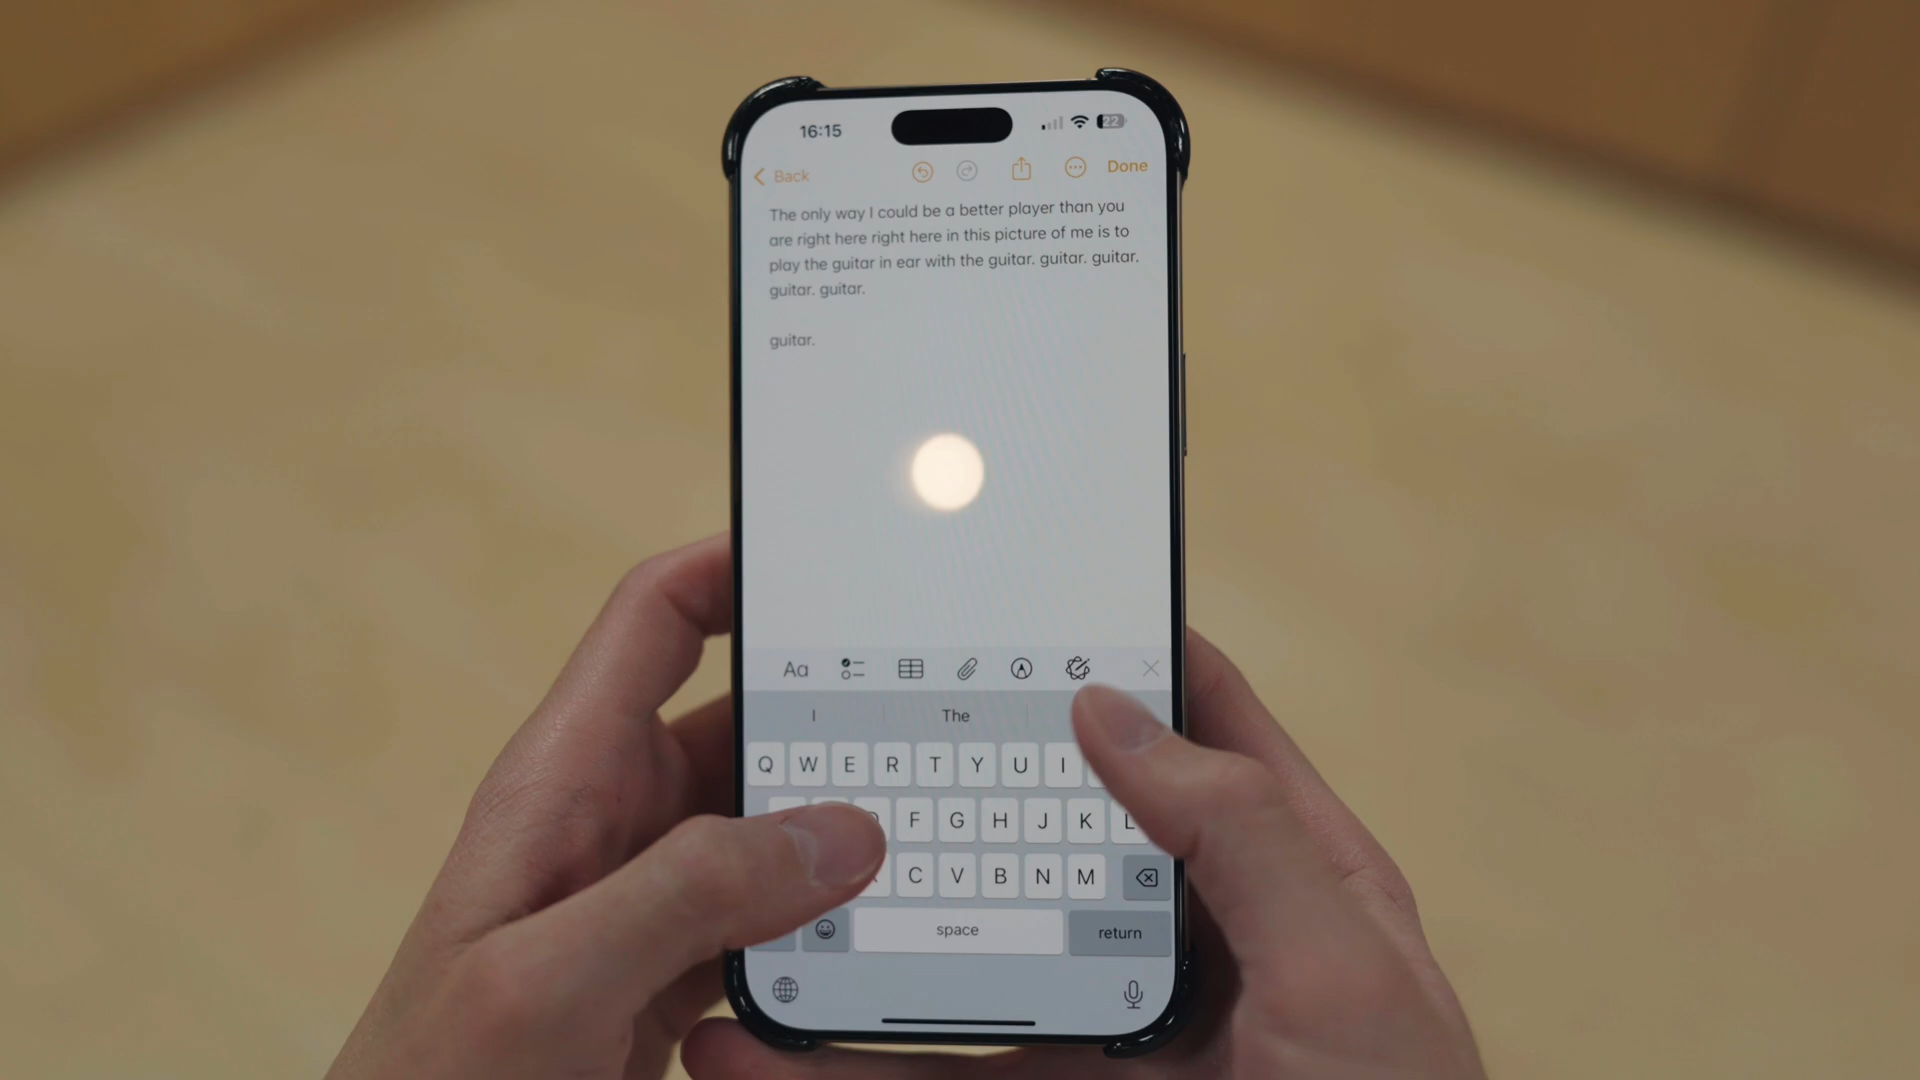 16:15
22
Back
Done
The only way I could be a better player than you
are right here right here in this picture of me is to
play the guitar in ear with the guitar. guitar. guitar.
guitar. guitar.
guitar.
Aa
I
The
Q W E R T Y U I
F G H J K L
C V B N M
space
return